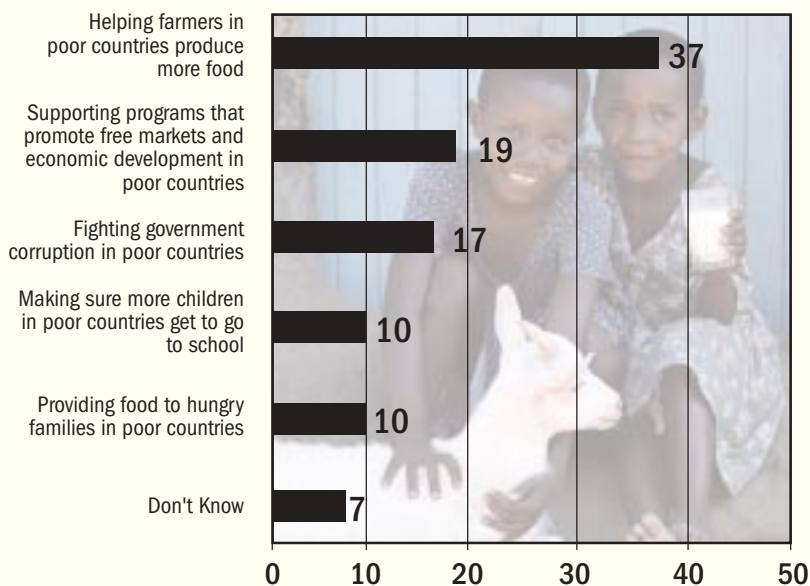 Helping farmers in
poor countries produce
more food
37
Supporting programs that
promote free markets and
economic development in
poor countries
19
Fighting government
corruption in poor countries
17
Making sure more children
in poor countries get to go
to school
10
Providing food to hungry
families in poor countries
10
Don't Know
7
0 10 20 30 40 50